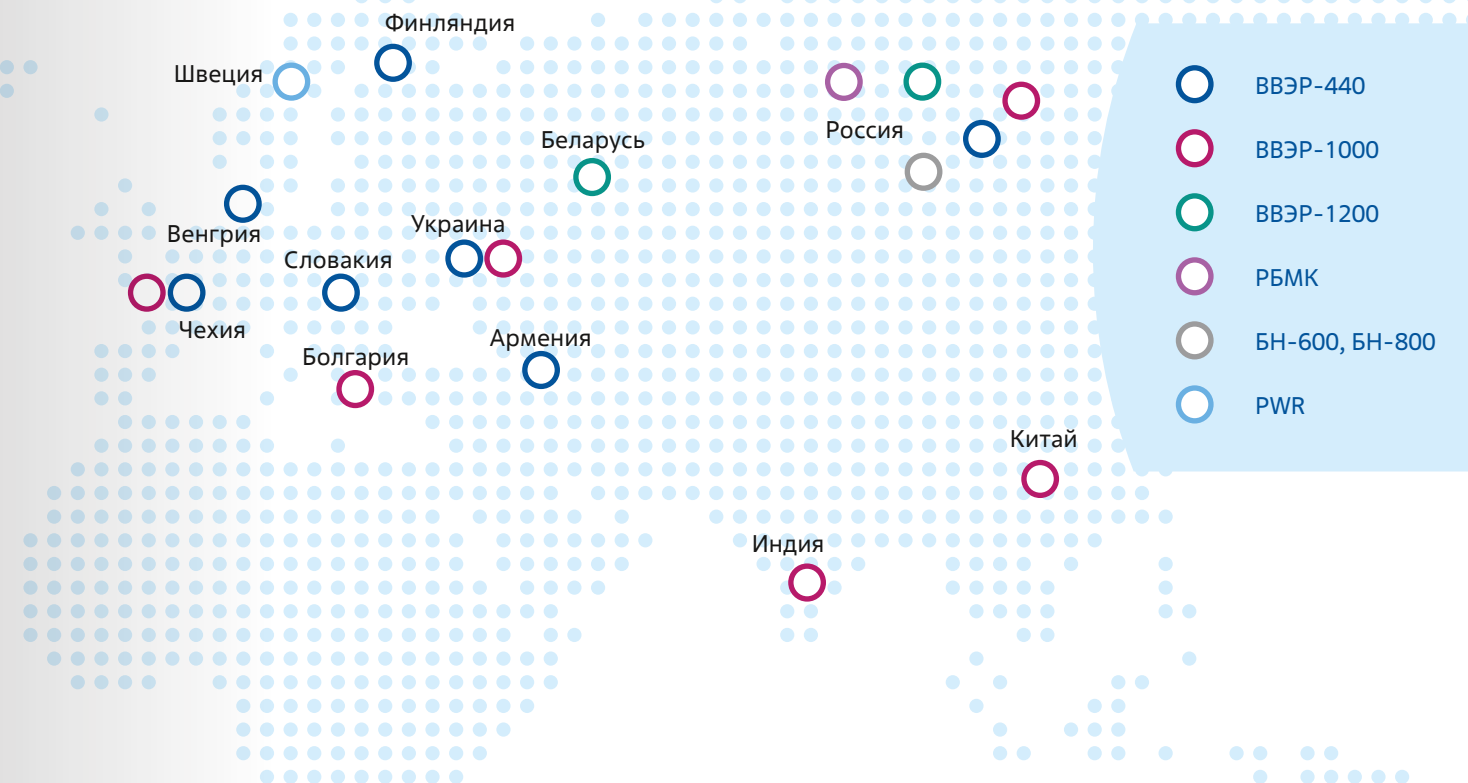 Финляндия
Швеция
Россия
Беларусь
Украина
Венгрия
Словакия
Чехия
Армения
Болгария
Китай
Индия
ВВЭР-440
ВВЭР-1000
ВВЭР-1200
РБМК
БН-600, БН-800
PWR